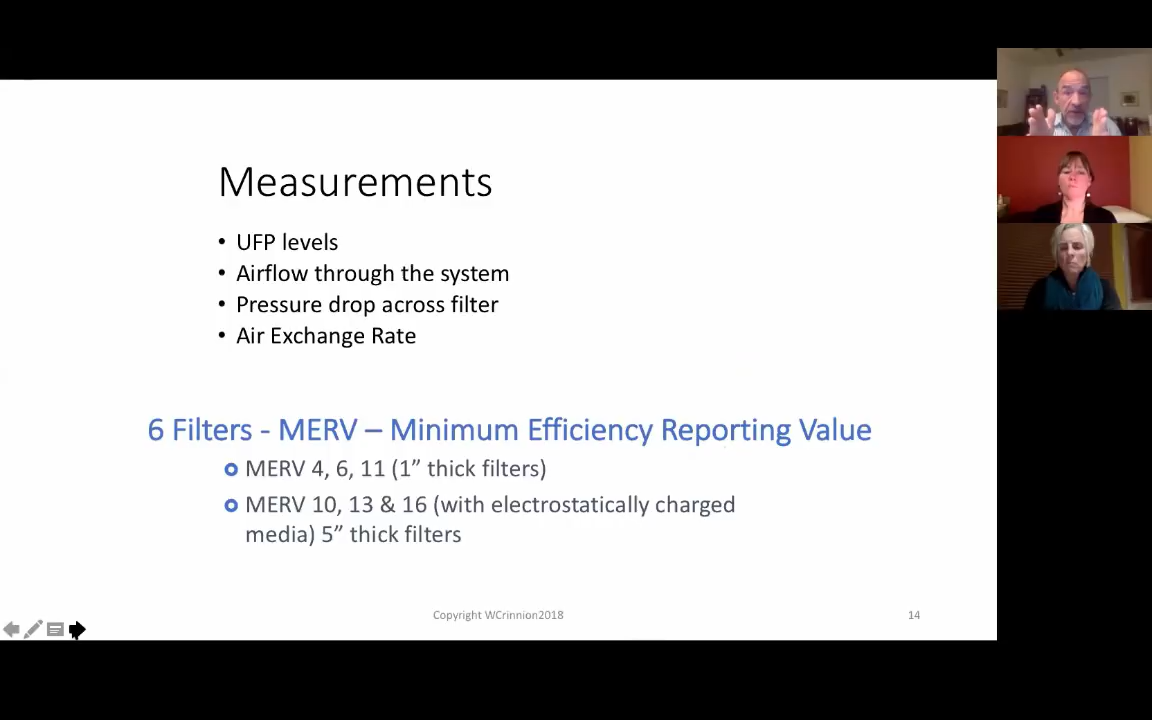 Measurements
• UFP levels
• Airflow through the system
• Pressure drop across filter
• Air Exchange Rate
6 Filters - MERV – Minimum Efficiency Reporting Value
MERV 4, 6, 11 (1” thick filters)
MERV 10, 13 & 16 (with electrostatically charged
media) 5” thick filters
Copyright WCrinnion2018
14